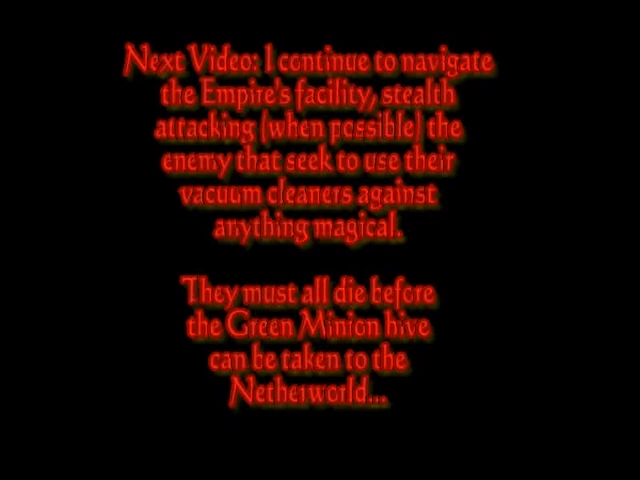 Next Video: I continue to navigate
the Empire's facility, stealth
attacking (when possible) the
enemy that seek to use their
vacuum cleaners against
anything magical.
They must all die before
the Green Minion hive
can be taken to the
Netherworld...